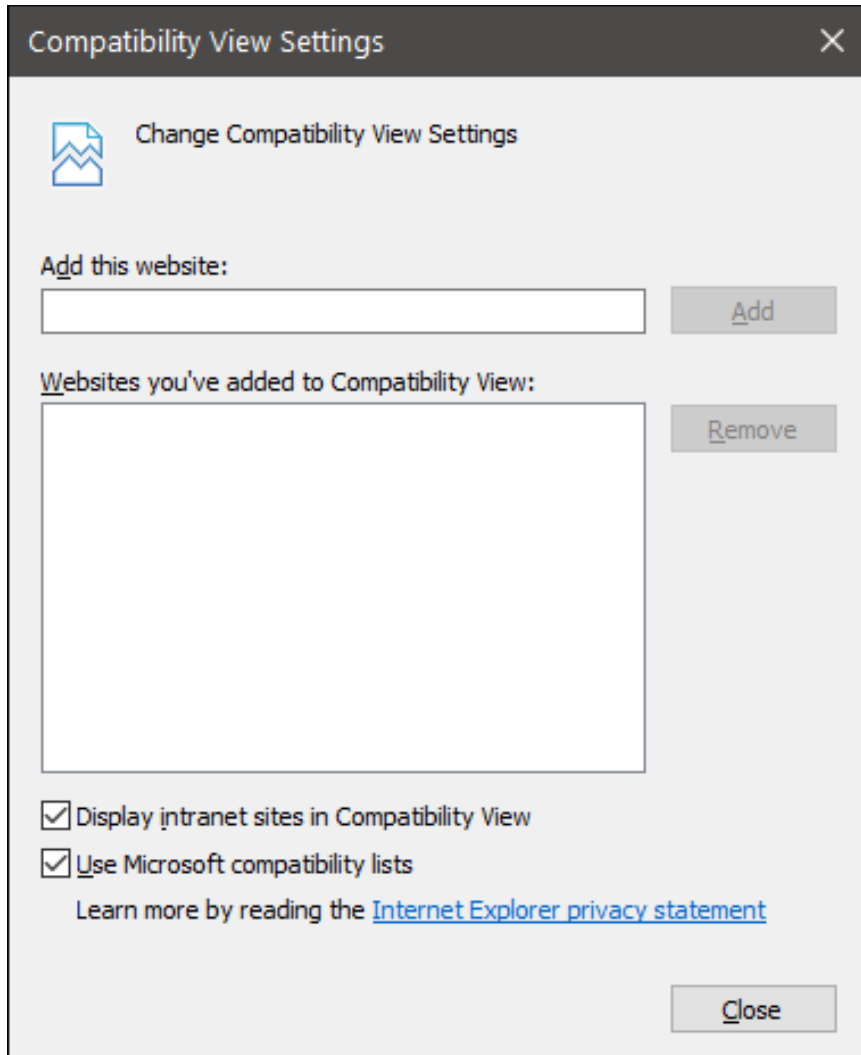 Compatibility View Settings
Change Compatibility View Settings
Add this website:
Add
Websites you've added to Compatibility View:
Remove
Display intranet sites in Compatibility View
Use Microsoft compatibility lists
Learn more by reading the Internet Explorer privacy statement
Close